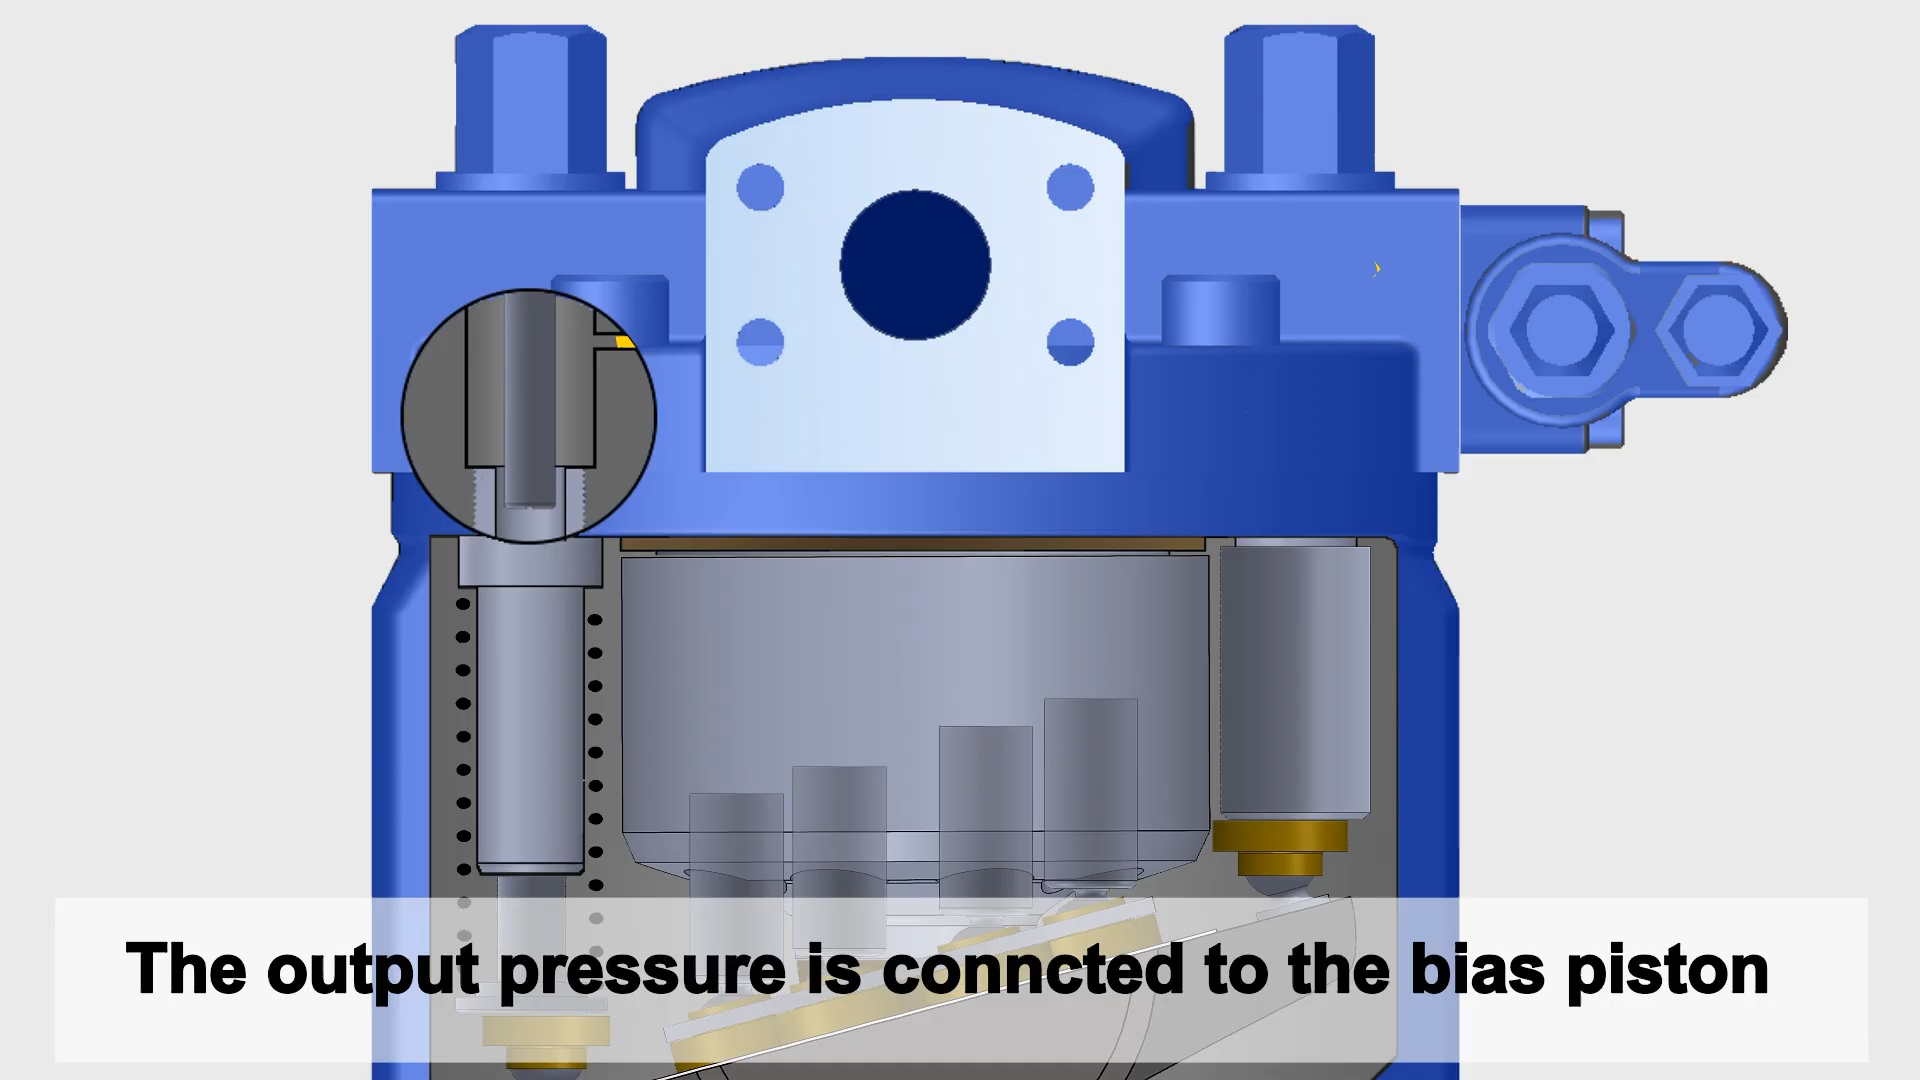 The output pressure is conncted to the bias piston